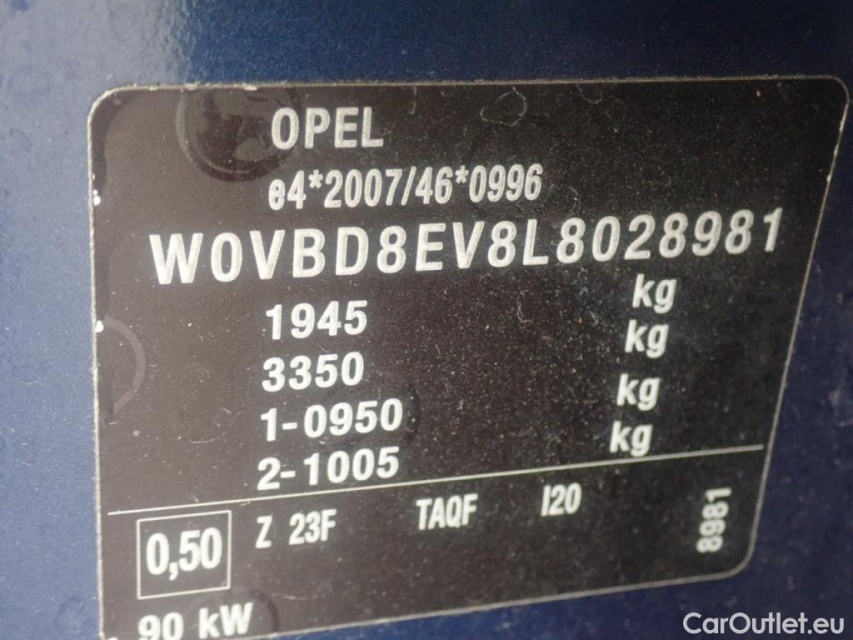 OPEL
e4*2007/46*0996
W0VBD8EV8L8028981
1945 kg
3350 kg
1-0950 kg
2-1005 kg
0,50 Z 23F TAQF I20 8981
90 kW
CarOutlet.eu